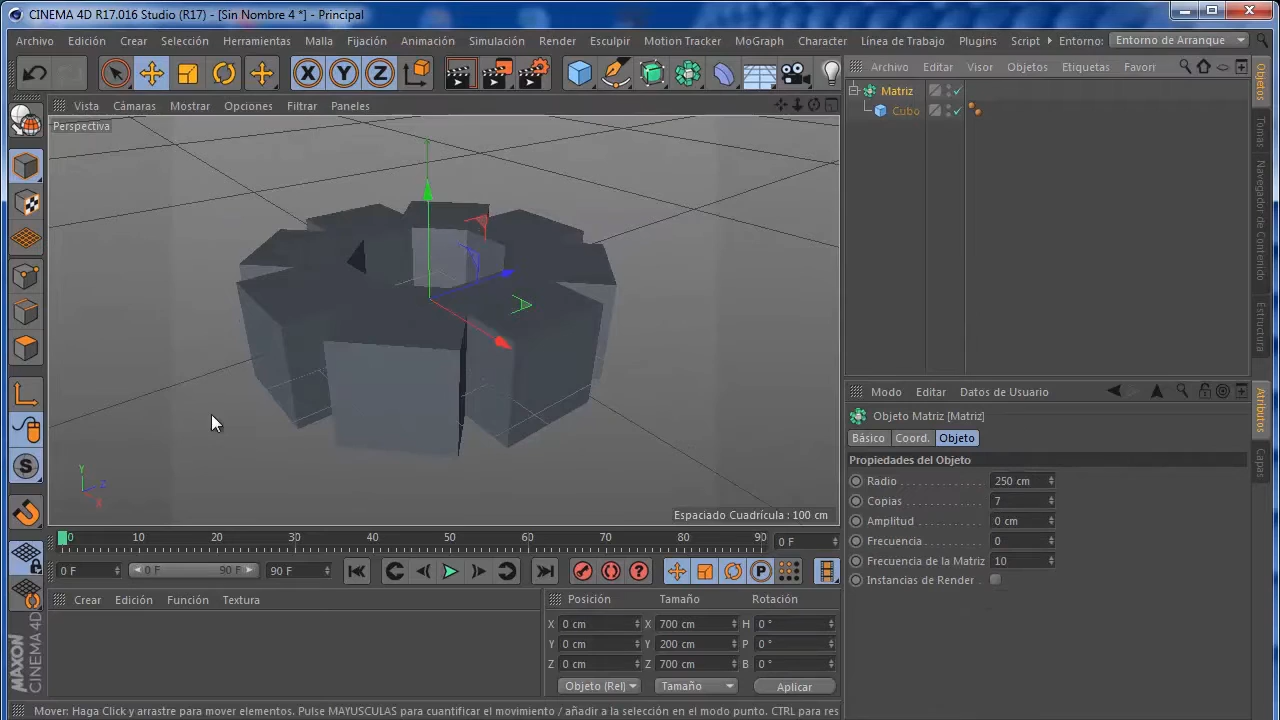 CINEMA 4D R17.016 Studio (R17) - [Sin Nombre 4 *] - Principal
Archivo Edición Crear Selección Herramientas Malla Fijación Animación Simulación Render Esculpir Motion Tracker MoGraph Character Línea de Trabajo Plugins Script Entorno: Entorno de Arranque
X Y Z
Archivo Editar Visor Objetos Etiquetas Favori
Vista Cámaras Mostrar Opciones Filtrar Paneles
Perspectiva
Matriz
Cubo
Objetos
Tomas
Navegador de Contenido
Estructura
Y
Z
X
Espaciado Cuadrícula : 100 cm
S
Modo Editar Datos de Usuario
Objeto Matriz [Matriz]
Básico Coord. Objeto
Propiedades del Objeto
Radio 250 cm
Copias 7
Amplitud 0 cm
Frecuencia 0
Frecuencia de la Matriz 10
Instancias de Render
Atributos
Capas
0 10 20 30 40 50 60 70 80 90 0 F
0 F 0 F 90 F 90 F
P
Crear Edición Función Textura
Posición Tamaño Rotación
X 0 cm X 700 cm H 0 °
Y 0 cm Y 200 cm P 0 °
Z 0 cm Z 700 cm B 0 °
Objeto (Rel) Tamaño Aplicar
MAXON
CINEMA 4D
Mover: Haga Click y arrastre para mover elementos. Pulse MAYUSCULAS para cuantificar el movimiento / añadir a la selección en el modo punto. CTRL para res